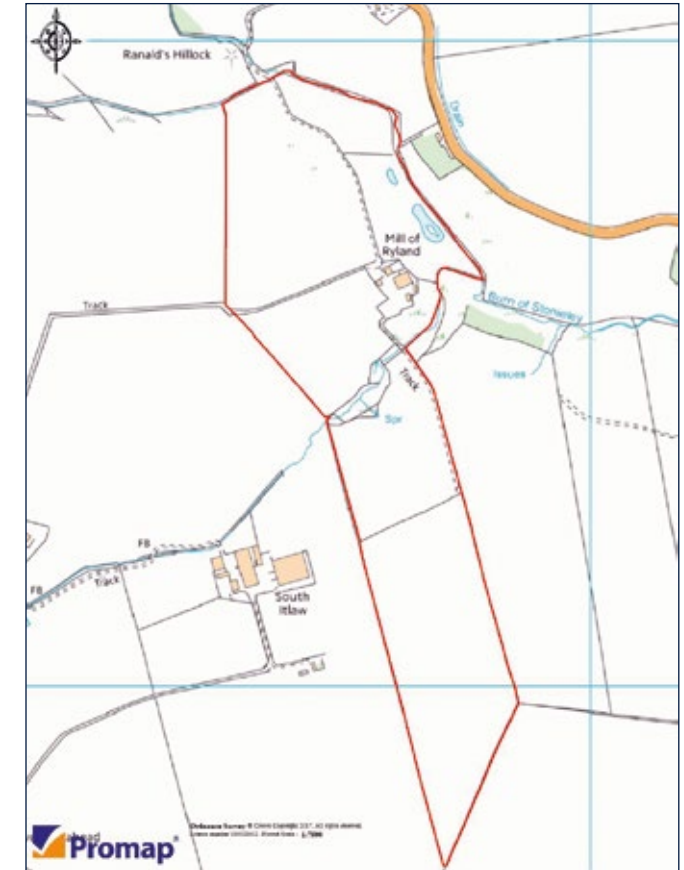 Ranald's Hillock
Drain
Mill of
Ryland
Burn of Stoneley
Track
Issues
Track
Spr
FB
FB
Track
South
Itlaw
Promap